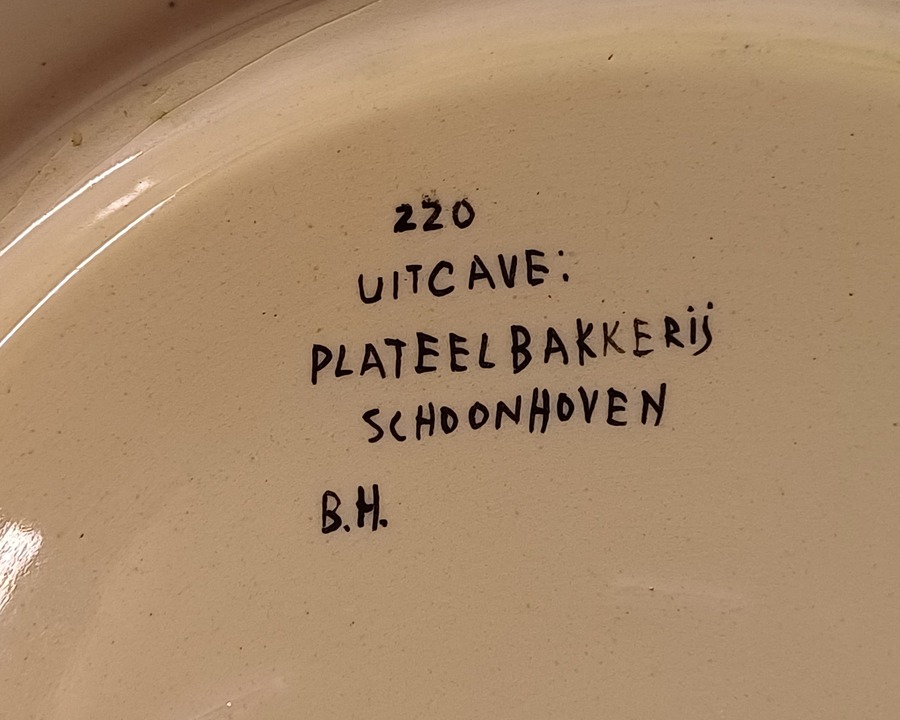 220
UITCAVE:
PLATEELBAKKERij
SCHOONHOVEN
B.H.